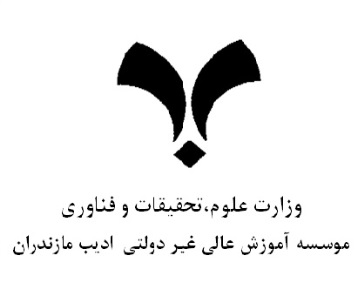 وزارت علوم،تحقیقات و فناوری
موسسه آموزش عالی غیر دولتی ادیب مازندران